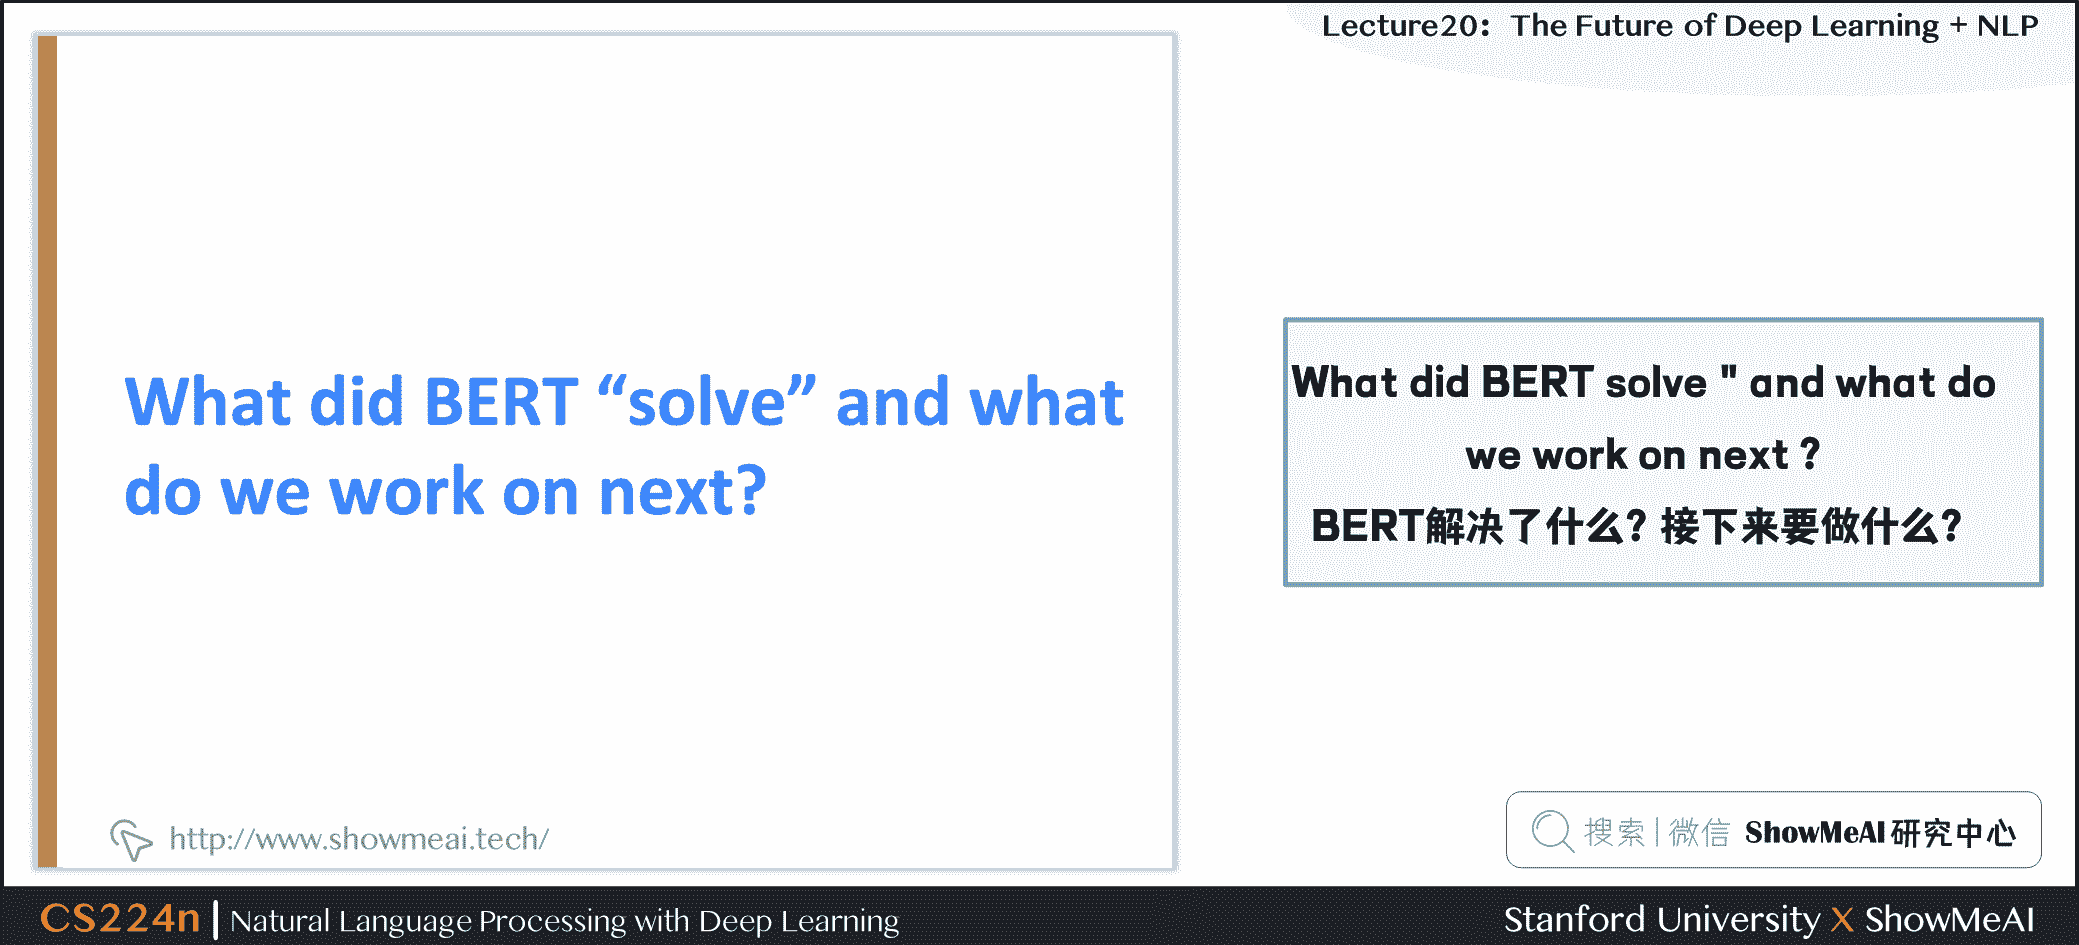 Lecture20: The Future of Deep Learning + NLP
What did BERT “solve” and what
do we work on next?
What did BERT solve " and what do
we work on next ?
BERT解决了什么? 接下来要做什么?
http://www.showmeai.tech/
搜索 | 微信 ShowMeAI 研究中心
CS224n | Natural Language Processing with Deep Learning
Stanford University X ShowMeAI